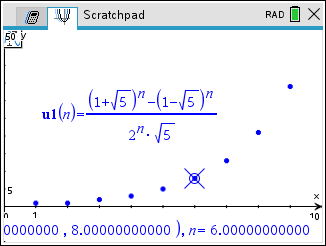 Scratchpad RAD
50 y
u1(n)=((1+√5)^n−(1−√5)^n)/(2^n·√5)
5
x
0 1 10
0000000 , 8.00000000000 ), n= 6.00000000000